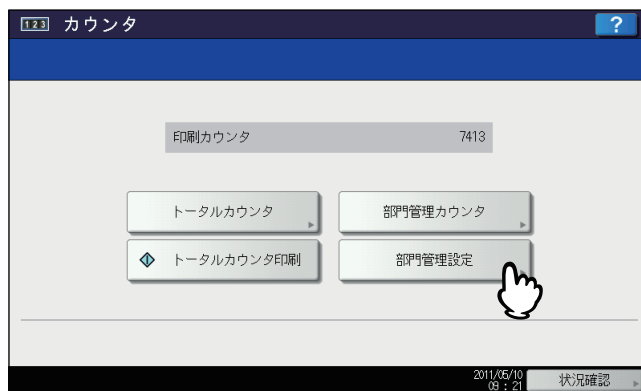 123 カウンタ ?
印刷カウンタ 7413
トータルカウンタ 部門管理カウンタ
トータルカウンタ印刷 部門管理設定
2011/05/10
09 : 21 状況確認